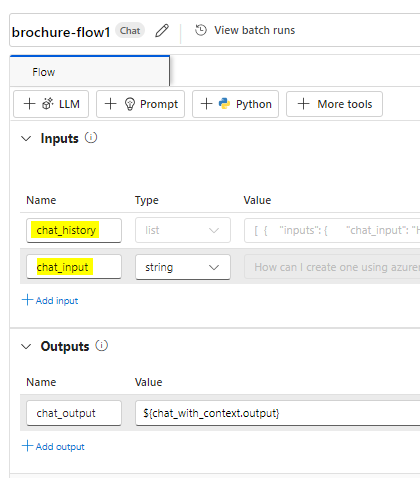 brochure-flow1 Chat View batch runs
Flow
+ LLM + Prompt + Python + More tools
Inputs
Name Type Value
chat_history list [ { "inputs": { "chat_input": "H
chat_input string How can I create one using azure
+ Add input
Outputs
Name Value
chat_output ${chat_with_context.output}
+ Add output